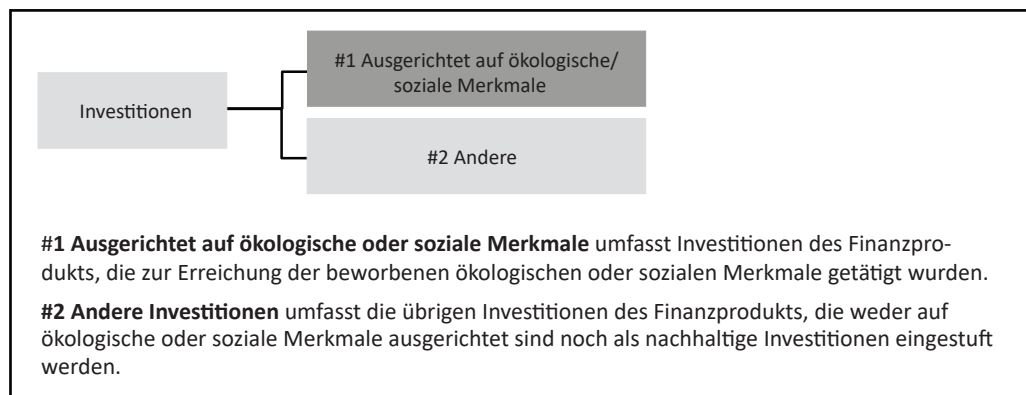 #1 Ausgerichtet auf ökologische/
soziale Merkmale
Investitionen
#2 Andere
#1 Ausgerichtet auf ökologische oder soziale Merkmale umfasst Investitionen des Finanzpro-
dukts, die zur Erreichung der beworbenen ökologischen oder sozialen Merkmale getätigt wurden.
#2 Andere Investitionen umfasst die übrigen Investitionen des Finanzprodukts, die weder auf
ökologische oder soziale Merkmale ausgerichtet sind noch als nachhaltige Investitionen eingestuft
werden.